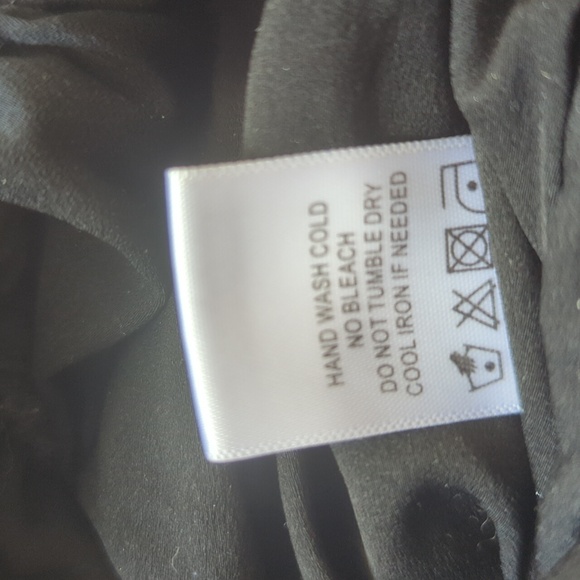 HAND WASH COLD
NO BLEACH
DO NOT TUMBLE DRY
COOL IRON IF NEEDED